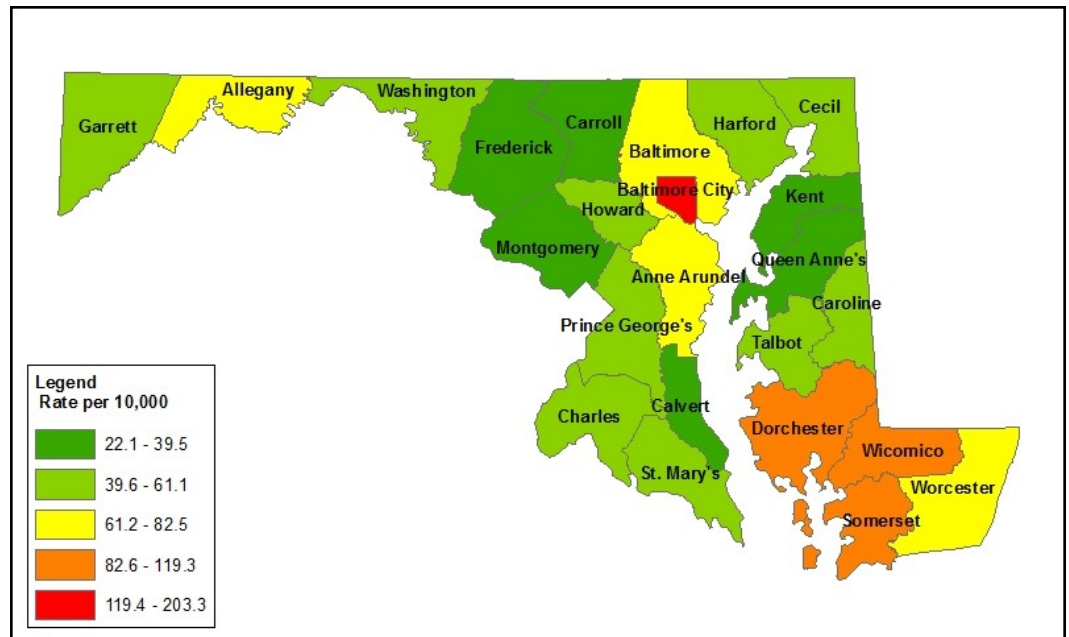 Allegany
Washington
Garrett
Frederick
Carroll
Baltimore
Harford
Cecil
Baltimore City
Howard
Kent
Montgomery
Anne Arundel
Queen Anne's
Caroline
Prince George's
Talbot
Charles
Calvert
St. Mary's
Dorchester
Wicomico
Worcester
Somerset
Legend
Rate per 10,000
22.1 - 39.5
39.6 - 61.1
61.2 - 82.5
82.6 - 119.3
119.4 - 203.3